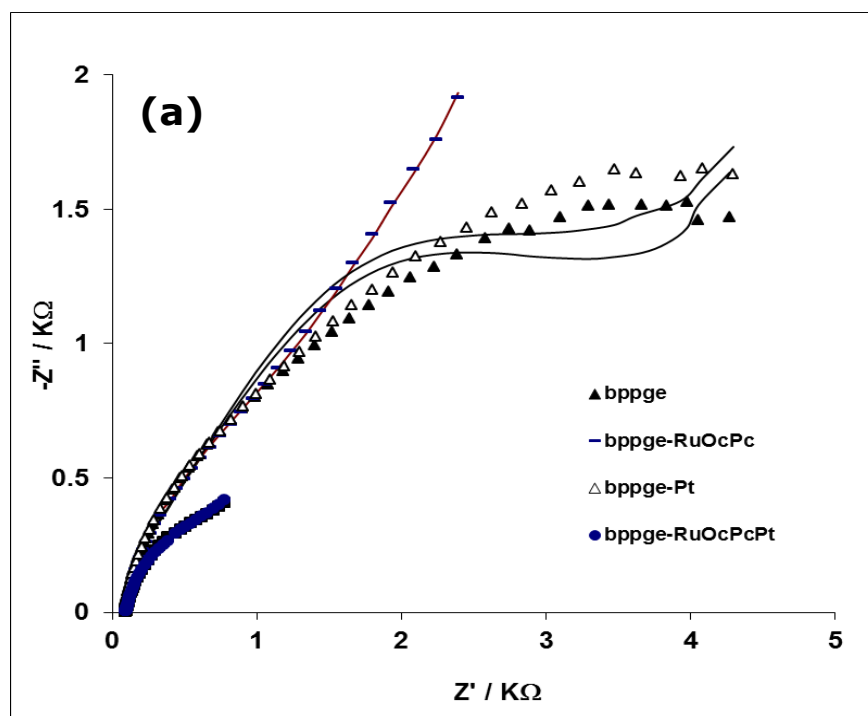 (a)
2
1.5
1
0.5
0
-Z'' / KΩ
bppge
bppge-RuOcPc
bppge-Pt
bppge-RuOcPcPt
0 1 2 3 4 5
Z' / KΩ